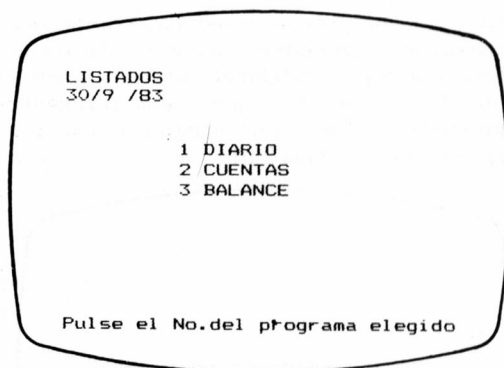 LISTADOS
30/9 /83
1 DIARIO
2 CUENTAS
3 BALANCE
Pulse el No.del programa elegido